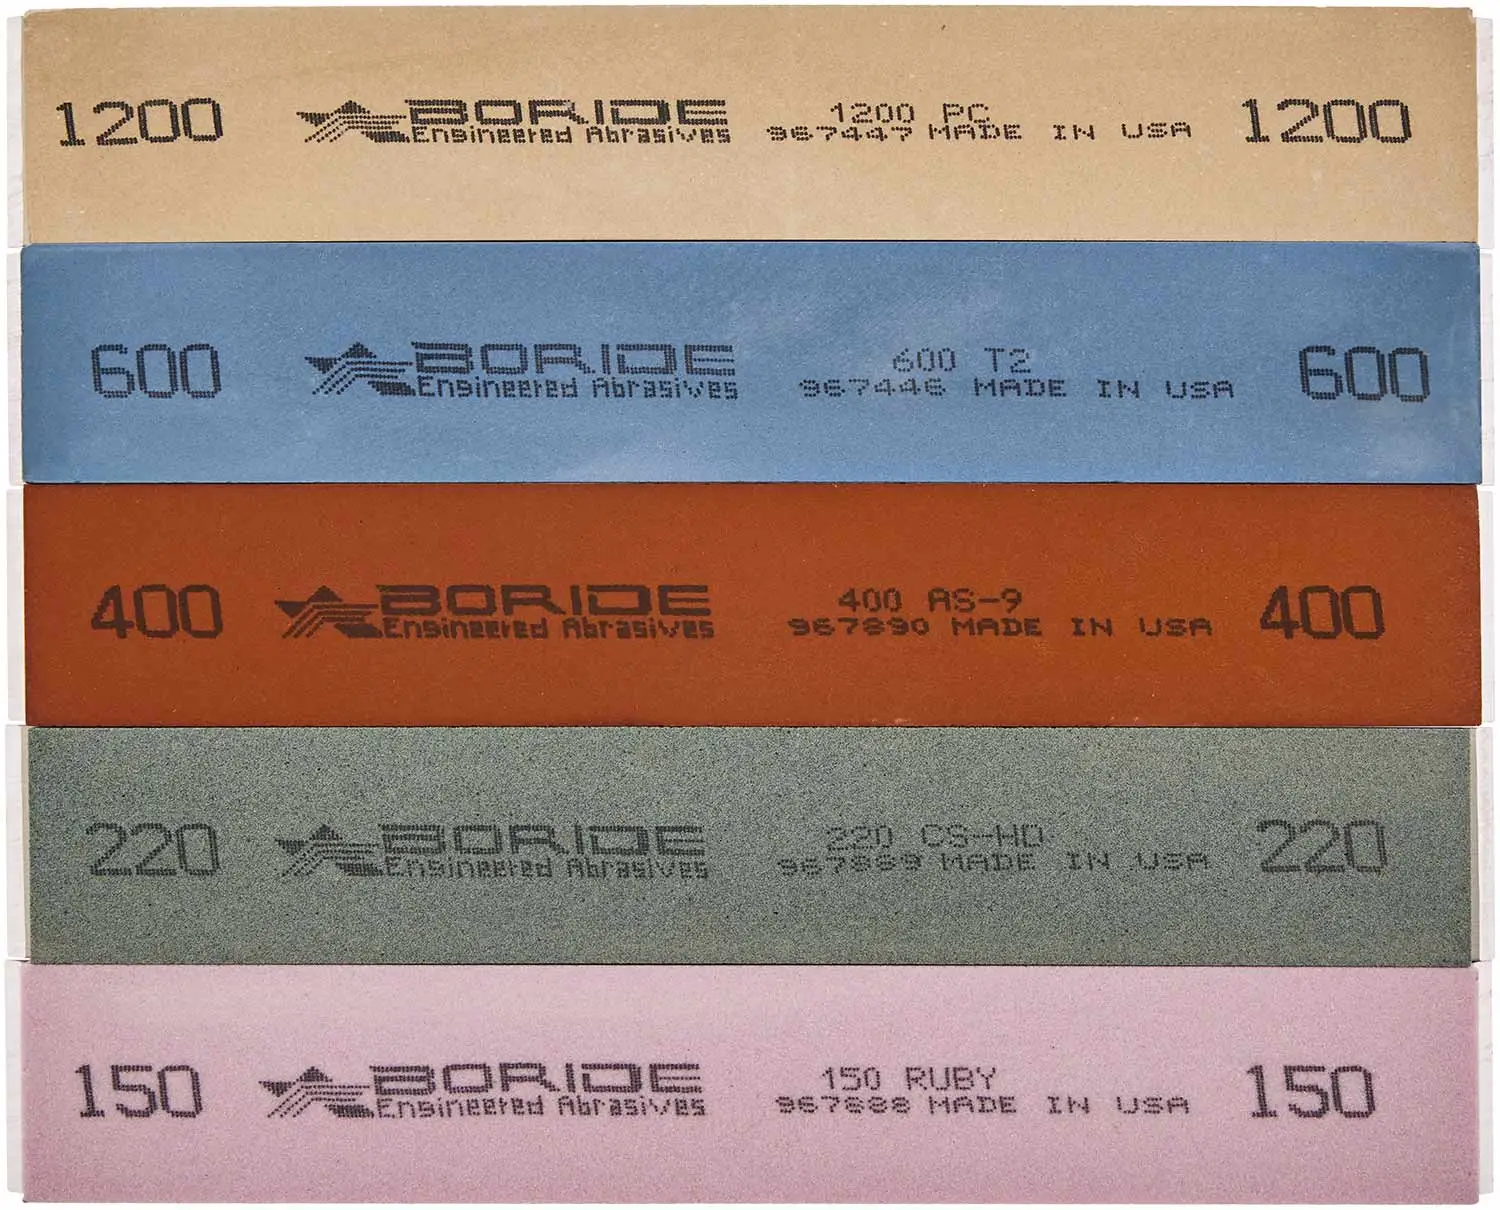 1200 BORIDE 1200 PC 1200
Engineered Abrasives 967447 MADE IN USA
600 BORIDE 600 T2 600
Engineered Abrasives 967446 MADE IN USA
400 BORIDE 400 AS-9 400
Engineered Abrasives 967890 MADE IN USA
220 BORIDE 220 CS-HD 220
Engineered Abrasives 967889 MADE IN USA
150 BORIDE 150 RUBY 150
Engineered Abrasives 967888 MADE IN USA